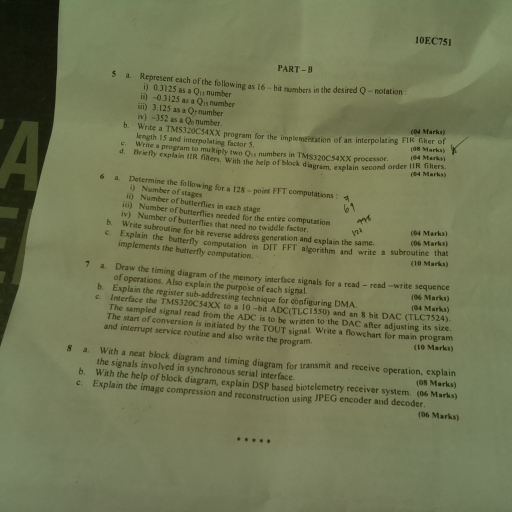 10EC751
PART – B
5 a. Represent each of the following as 16 – bit numbers in the desired Q – notation :
i) 0.3125 as a Q15 number
ii) –0.3125 as a Q15 number
iii) 3.125 as a Q7 number
iv) –352 as a Q0 number. (04 Marks)
b. Write a TMS320C54XX program for the implementation of an interpolating FIR filter of
length 15 and interpolating factor 5. (08 Marks)
c. Write a program to multiply two Q15 numbers in TMS320C54XX processor. (04 Marks)
d. Briefly explain IIR filters. With the help of block diagram, explain second order IIR filters.
(04 Marks)
6 a. Determine the following for a 128 – point FFT computations :
i) Number of stages
ii) Number of butterflies in each stage
iii) Number of butterflies needed for the entire computation
iv) Number of butterflies that need no twiddle factor. (04 Marks)
b. Write subroutine for bit reverse address generation and explain the same. (06 Marks)
c. Explain the butterfly computation in DIT FFT algorithm and write a subroutine that
implements the butterfly computation. (10 Marks)
7 a. Draw the timing diagram of the memory interface signals for a read – read –write sequence
of operations. Also explain the purpose of each signal. (06 Marks)
b. Explain the register sub-addressing technique for configuring DMA. (04 Marks)
c. Interface the TMS320C54XX to a 10 –bit ADC(TLC1550) and an 8 bit DAC (TLC7524).
The sampled signal read from the ADC is to be written to the DAC after adjusting its size.
The start of conversion is initiated by the TOUT signal. Write a flowchart for main program
and interrupt service routine and also write the program. (10 Marks)
8 a. With a neat block diagram and timing diagram for transmit and receive operation, explain
the signals involved in synchronous serial interface. (08 Marks)
b. With the help of block diagram, explain DSP based biotelemetry receiver system. (06 Marks)
c. Explain the image compression and reconstruction using JPEG encoder and decoder.
(06 Marks)
* * * * *